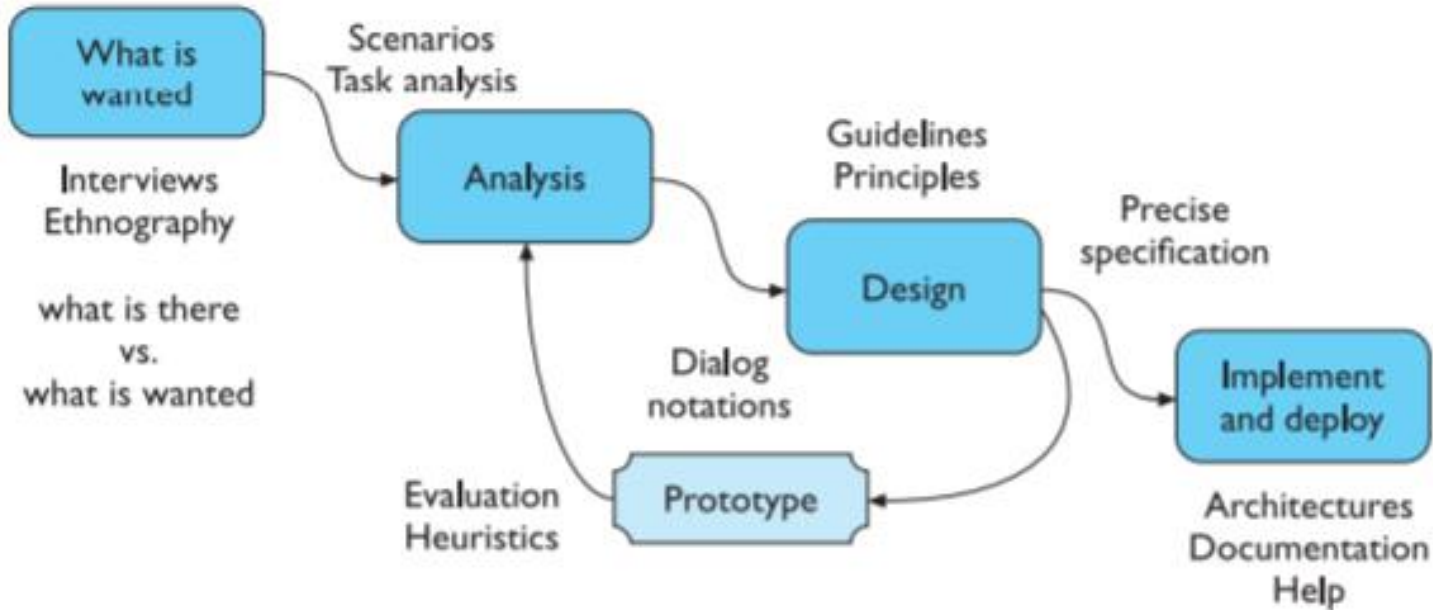 What is
wanted
Scenarios
Task analysis
Interviews
Ethnography
what is there
vs.
what is wanted
Analysis
Guidelines
Principles
Design
Precise
specification
Dialog
notations
Implement
and deploy
Evaluation
Heuristics
Prototype
Architectures
Documentation
Help